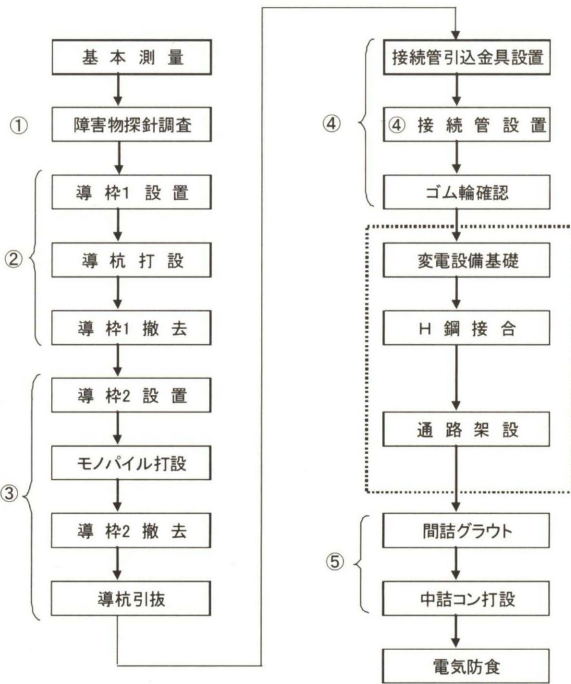 基本測量
① 障害物探針調査
導枠1 設置
② 導杭打設
導枠1 撤去
導枠2 設置
モノパイル打設
③
導枠2 撤去
導杭引抜
接続管引込金具設置
④ ④ 接続管設置
ゴム輪確認
変電設備基礎
H鋼接合
通路架設
間詰グラウト
⑤
中詰コン打設
電気防食